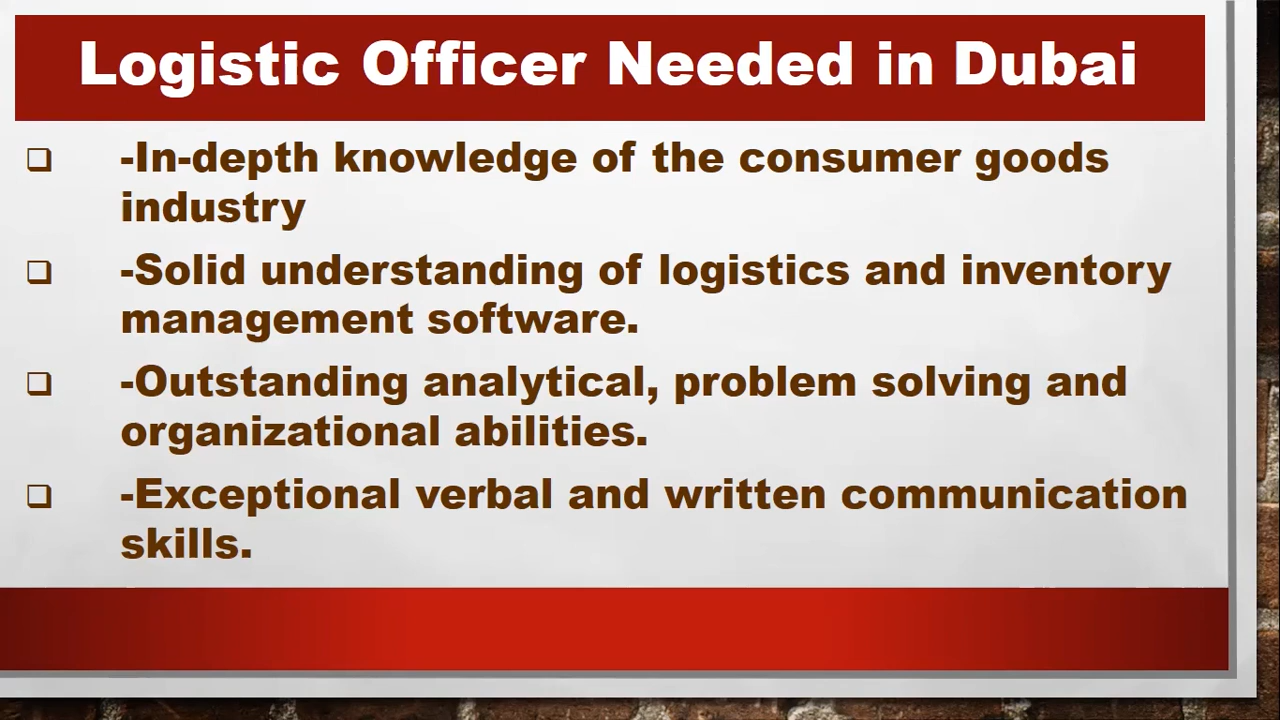 Logistic Officer Needed in Dubai
-In-depth knowledge of the consumer goods
industry
-Solid understanding of logistics and inventory
management software.
-Outstanding analytical, problem solving and
organizational abilities.
-Exceptional verbal and written communication
skills.